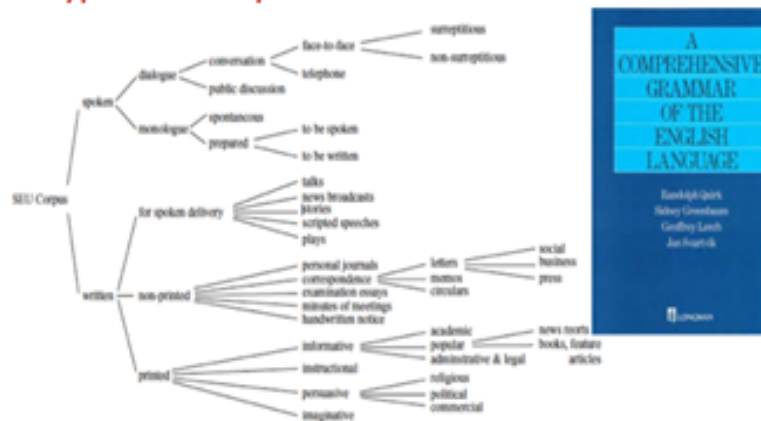 SEU Corpus
spoken
dialogue
conversation
face-to-face
surreptitious
non-surreptitious
telephone
public discussion
monologue
spontaneous
prepared
to be spoken
to be written
written
for spoken delivery
talks
news broadcasts
stories
scripted speeches
plays
non-printed
personal journals
correspondence
letters
social
business
press
memos
circulars
examination essays
minutes of meetings
handwritten notice
printed
informative
academic
popular
news reorts
books, feature
articles
adminstrative & legal
instructional
persuasive
religious
political
commercial
imaginative
A
COMPREHENSIVE
GRAMMAR
OF THE
ENGLISH
LANGUAGE
Randolph Quirk
Sidney Greenbaum
Geoffrey Leech
Jan Svartvik
LONGMAN